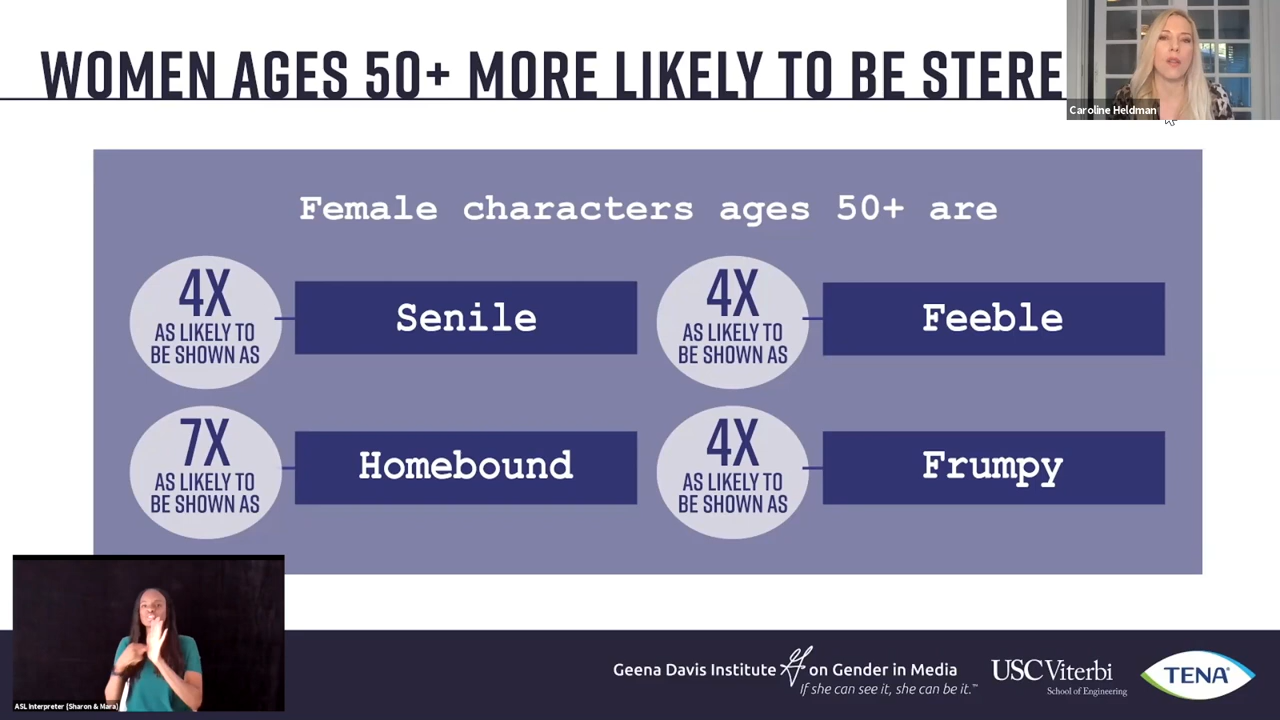 WOMEN AGES 50+ MORE LIKELY TO BE STERE
Caroline Heldman
Female characters ages 50+ are
4X
AS LIKELY TO
BE SHOWN AS
Senile
4X
AS LIKELY TO
BE SHOWN AS
Feeble
7X
AS LIKELY TO
BE SHOWN AS
Homebound
4X
AS LIKELY TO
BE SHOWN AS
Frumpy
ASL Interpreter (Sharon & Mara)
Geena Davis Institute on Gender in Media
If she can see it, she can be it.™
USC Viterbi
School of Engineering
TENA®